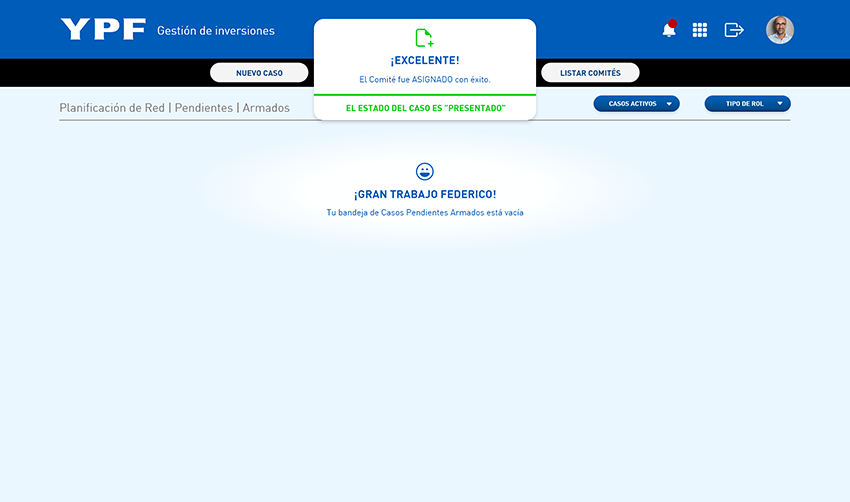 YPF Gestión de inversiones
¡EXCELENTE!
El Comité fue ASIGNADO con éxito.
EL ESTADO DEL CASO ES "PRESENTADO"
NUEVO CASO
LISTAR COMITÉS
Planificación de Red | Pendientes | Armados
CASOS ACTIVOS
TIPO DE ROL
¡GRAN TRABAJO FEDERICO!
Tu bandeja de Casos Pendientes Armados está vacía